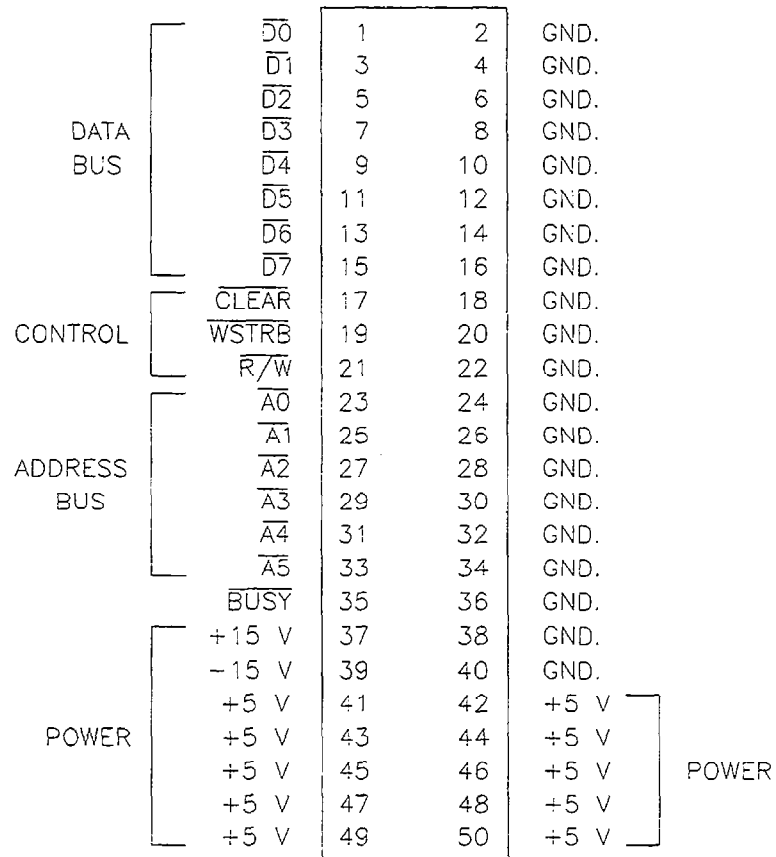 D0 1 2 GND.
D1 3 4 GND.
D2 5 6 GND.
DATA D3 7 8 GND.
BUS D4 9 10 GND.
D5 11 12 GND.
D6 13 14 GND.
D7 15 16 GND.
CLEAR 17 18 GND.
CONTROL WSTRB 19 20 GND.
R/W 21 22 GND.
A0 23 24 GND.
A1 25 26 GND.
ADDRESS A2 27 28 GND.
BUS A3 29 30 GND.
A4 31 32 GND.
A5 33 34 GND.
BUSY 35 36 GND.
+15 V 37 38 GND.
-15 V 39 40 GND.
+5 V 41 42 +5 V
POWER +5 V 43 44 +5 V
+5 V 45 46 +5 V POWER
+5 V 47 48 +5 V
+5 V 49 50 +5 V